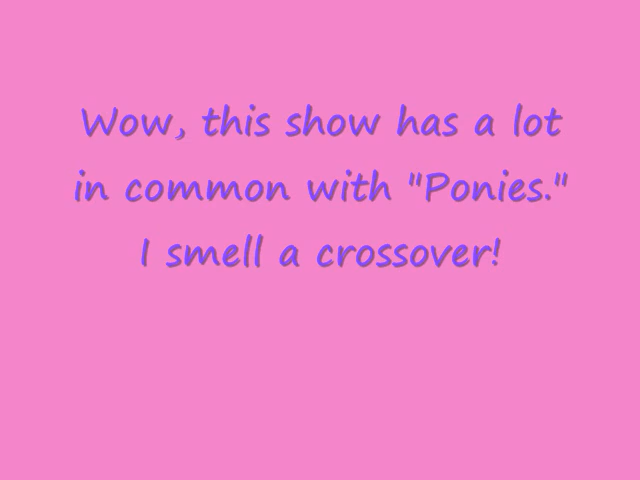 Wow, this show has a lot
in common with "Ponies."
I smell a crossover!